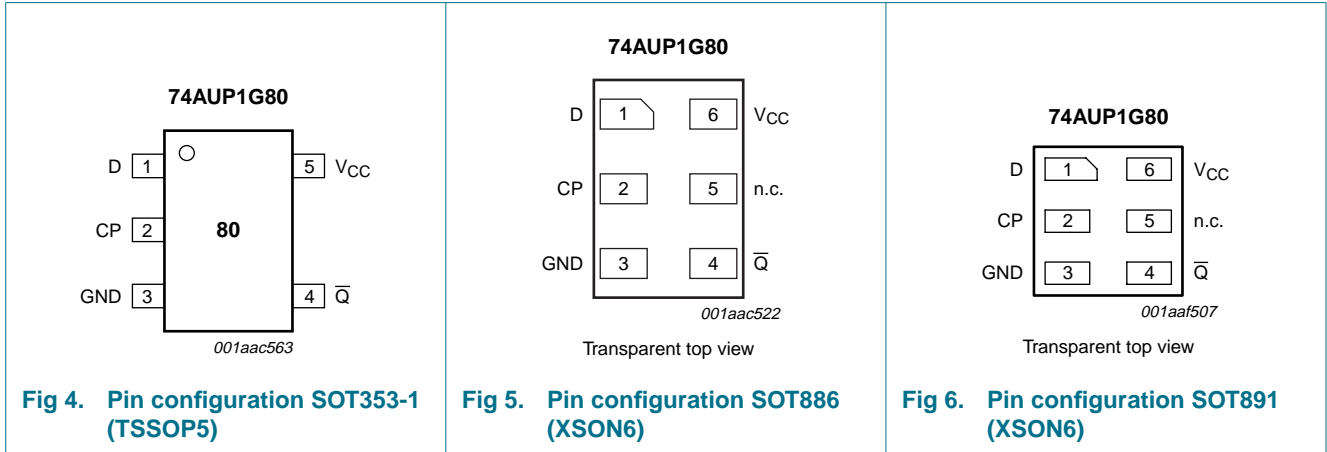 74AUP1G80
D 1
5 VCC
CP 2
80
GND 3
4 Q̅
001aac563
Fig 4. Pin configuration SOT353-1
(TSSOP5)
74AUP1G80
D 1 6 VCC
CP 2 5 n.c.
GND 3 4 Q̅
001aac522
Transparent top view
Fig 5. Pin configuration SOT886
(XSON6)
74AUP1G80
D 1 6 VCC
CP 2 5 n.c.
GND 3 4 Q̅
001aaf507
Transparent top view
Fig 6. Pin configuration SOT891
(XSON6)